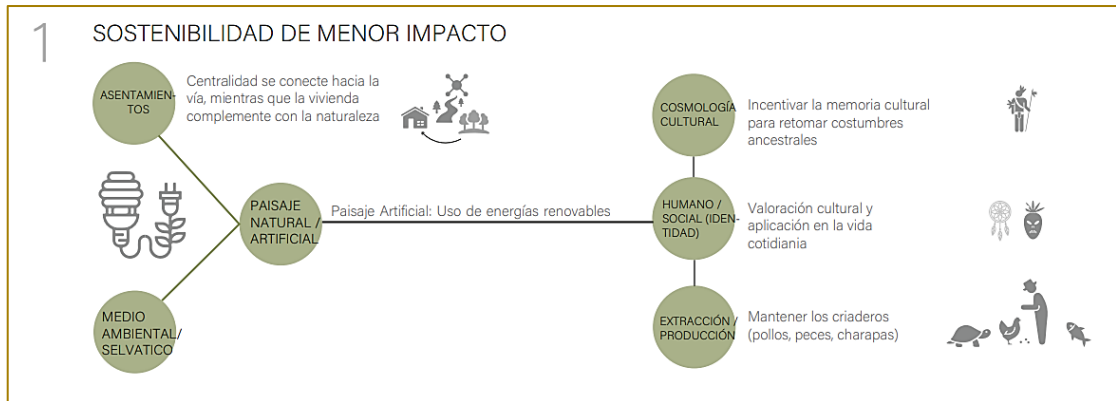 1
SOSTENIBILIDAD DE MENOR IMPACTO
ASENTAMIEN-
TOS
Centralidad se conecte hacia la
vía, mientras que la vivienda
complemente con la naturaleza
PAISAJE
NATURAL /
ARTIFICIAL
MEDIO
AMBIENTAL/
SELVATICO
Paisaje Artificial: Uso de energías renovables
COSMOLOGÍA
CULTURAL
Incentivar la memoria cultural
para retomar costumbres
ancestrales
HUMANO /
SOCIAL (IDEN-
TIDAD)
Valoración cultural y
aplicación en la vida
cotidiania
EXTRACCIÓN /
PRODUCCIÓN
Mantener los criaderos
(pollos, peces, charapas)